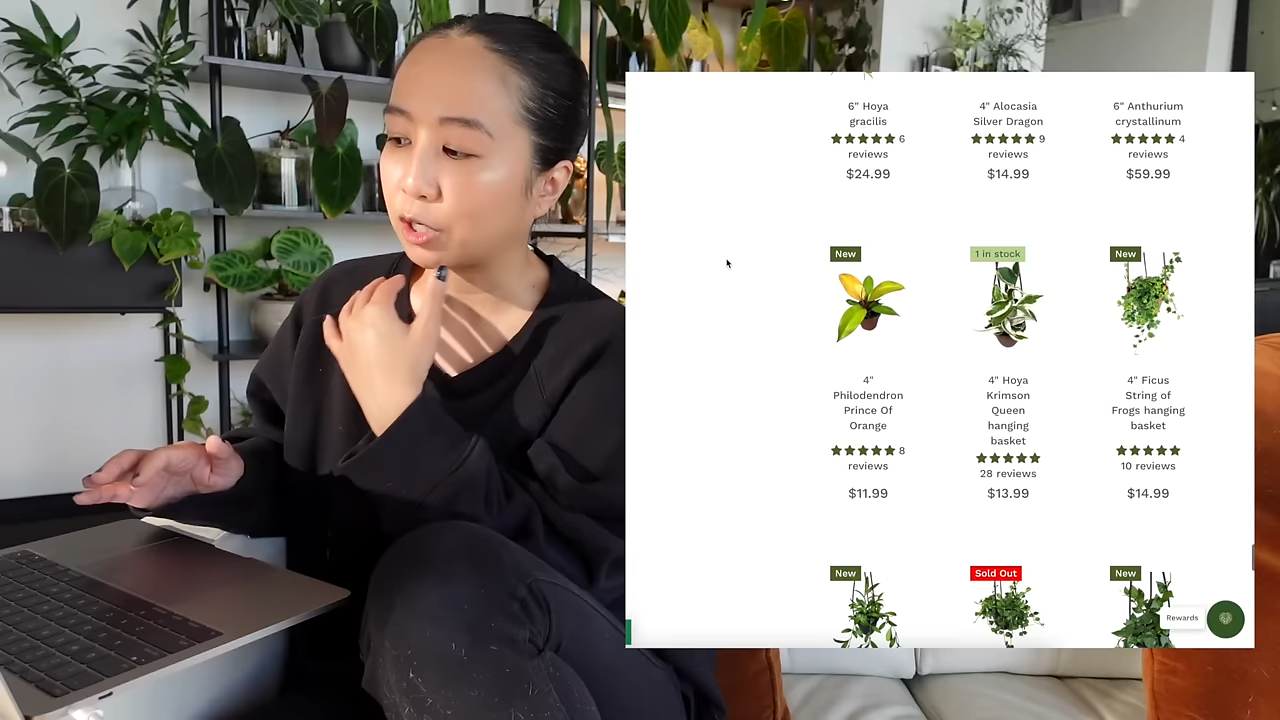 6" Hoya
gracilis
6
reviews
$24.99
4" Alocasia
Silver Dragon
9
reviews
$14.99
6" Anthurium
crystallinum
4
reviews
$59.99
New
4"
Philodendron
Prince Of
Orange
8
reviews
$11.99
1 in stock
4" Hoya
Krimson
Queen
hanging
basket
28 reviews
$13.99
New
4" Ficus
String of
Frogs hanging
basket
10 reviews
$14.99
New
Sold Out
New
Rewards